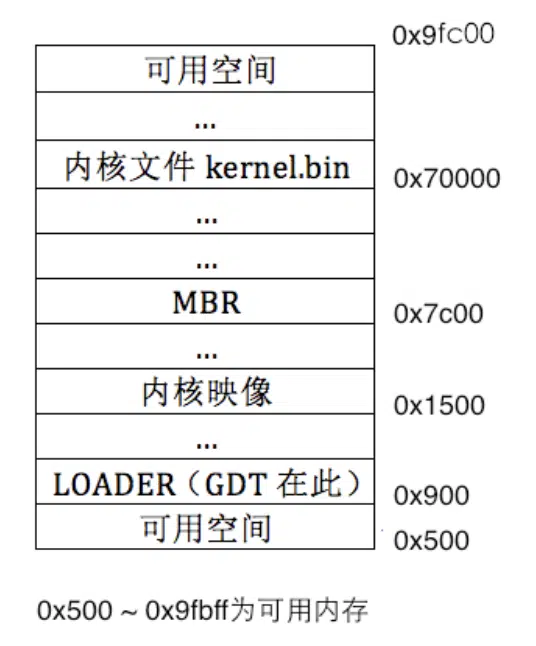 0x9fc00
可用空间
...
内核文件 kernel.bin
0x70000
...
...
MBR
0x7c00
...
内核映像
0x1500
...
LOADER（GDT 在此）
0x900
可用空间
0x500
0x500 ~ 0x9fbff为可用内存